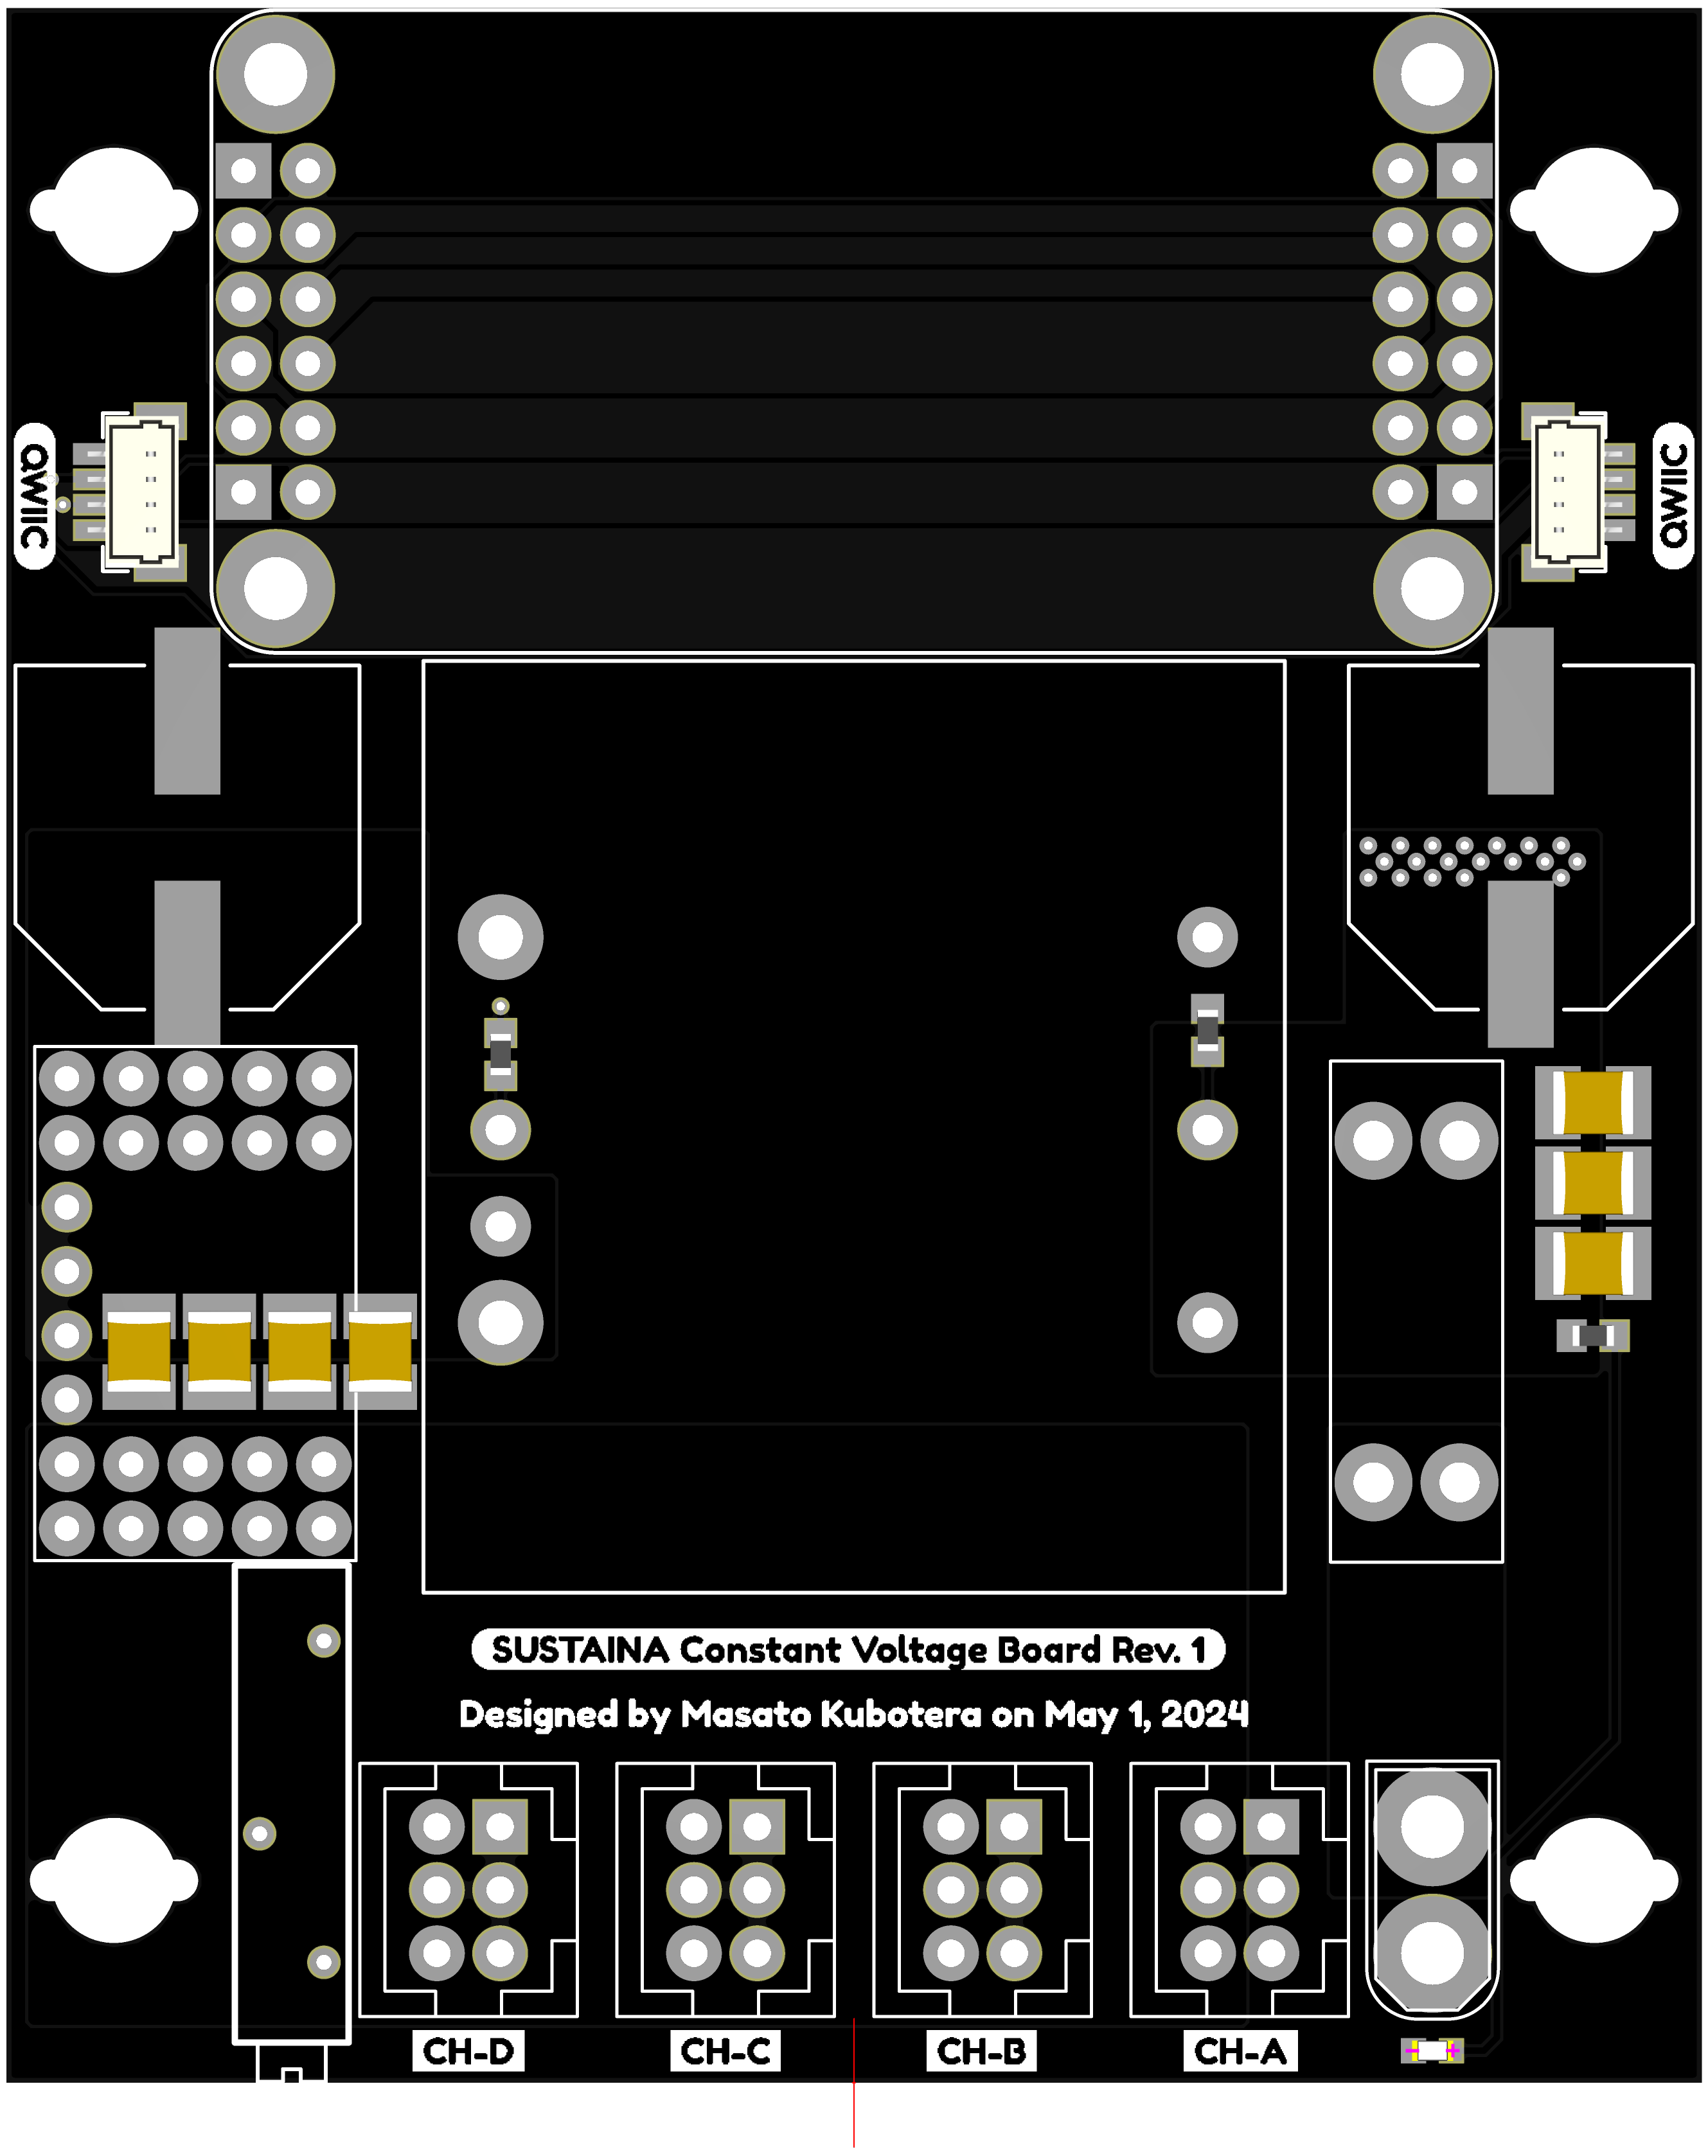 QWIIC
QWIIC
SUSTAINA Constant Voltage Board Rev. 1
Designed by Masato Kubotera on May 1, 2024
CH-D
CH-C
CH-B
CH-A